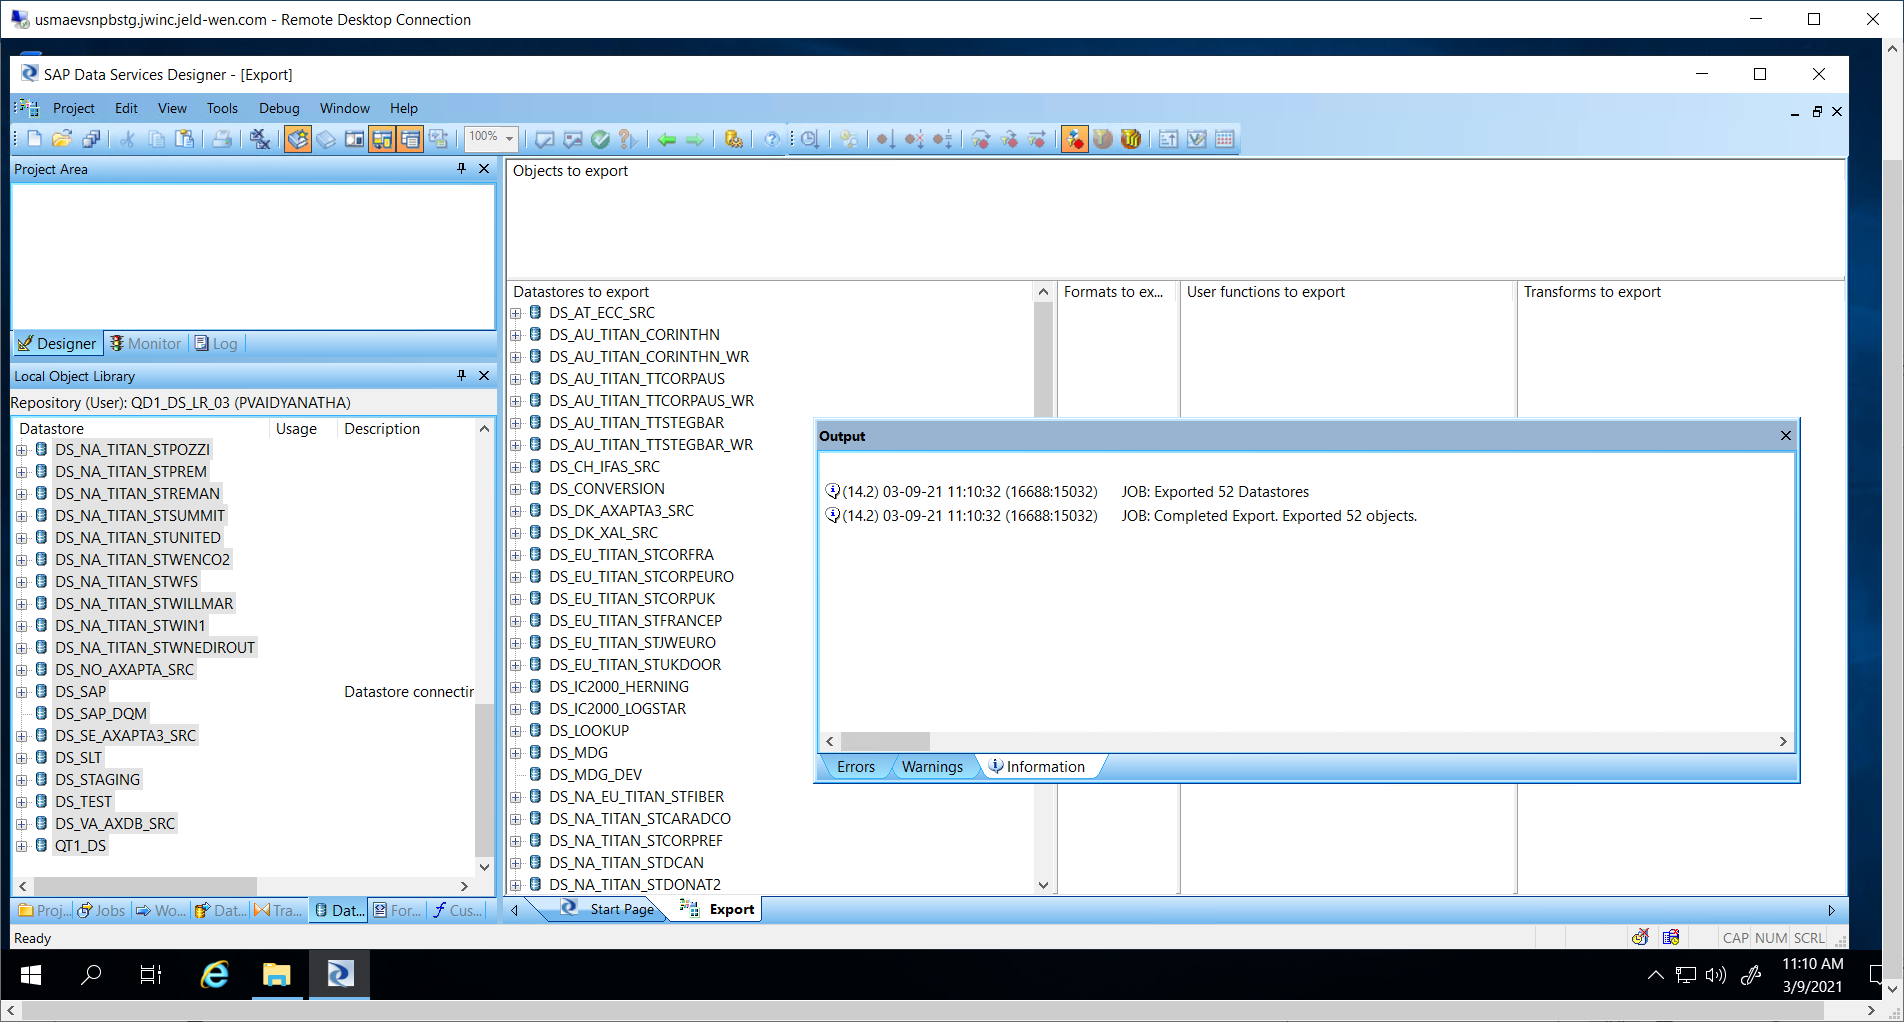 usmaevsnpbstg.jwinc.jeld-wen.com - Remote Desktop Connection
SAP Data Services Designer - [Export]
Project Edit View Tools Debug Window Help
100%
Project Area
Objects to export
Designer Monitor Log
Local Object Library
Repository (User): QD1_DS_LR_03 (PVAIDYANATHA)
Datastore Usage Description
DS_NA_TITAN_STPOZZI
DS_NA_TITAN_STPREM
DS_NA_TITAN_STREMAN
DS_NA_TITAN_STSUMMIT
DS_NA_TITAN_STUNITED
DS_NA_TITAN_STWENCO2
DS_NA_TITAN_STWFS
DS_NA_TITAN_STWILLMAR
DS_NA_TITAN_STWIN1
DS_NA_TITAN_STWNEDIROUT
DS_NO_AXAPTA_SRC
DS_SAP Datastore connectin
DS_SAP_DQM
DS_SE_AXAPTA3_SRC
DS_SLT
DS_STAGING
DS_TEST
DS_VA_AXDB_SRC
QT1_DS
Proj... Jobs Wo... Dat... Tra... Dat... For... Cus...
Datastores to export
DS_AT_ECC_SRC
DS_AU_TITAN_CORINTHN
DS_AU_TITAN_CORINTHN_WR
DS_AU_TITAN_TTCORPAUS
DS_AU_TITAN_TTCORPAUS_WR
DS_AU_TITAN_TTSTEGBAR
DS_AU_TITAN_TTSTEGBAR_WR
DS_CH_IFAS_SRC
DS_CONVERSION
DS_DK_AXAPTA3_SRC
DS_DK_XAL_SRC
DS_EU_TITAN_STCORFRA
DS_EU_TITAN_STCORPEURO
DS_EU_TITAN_STCORPUK
DS_EU_TITAN_STFRANCEP
DS_EU_TITAN_STJWEURO
DS_EU_TITAN_STUKDOOR
DS_IC2000_HERNING
DS_IC2000_LOGSTAR
DS_LOOKUP
DS_MDG
DS_MDG_DEV
DS_NA_EU_TITAN_STFIBER
DS_NA_TITAN_STCARADCO
DS_NA_TITAN_STCORPREF
DS_NA_TITAN_STDCAN
DS_NA_TITAN_STDONAT2
Formats to ex...
User functions to export
Transforms to export
Output
(14.2) 03-09-21 11:10:32 (16688:15032) JOB: Exported 52 Datastores
(14.2) 03-09-21 11:10:32 (16688:15032) JOB: Completed Export. Exported 52 objects.
Errors Warnings Information
Start Page Export
Ready
CAP NUM SCRL
11:10 AM
3/9/2021